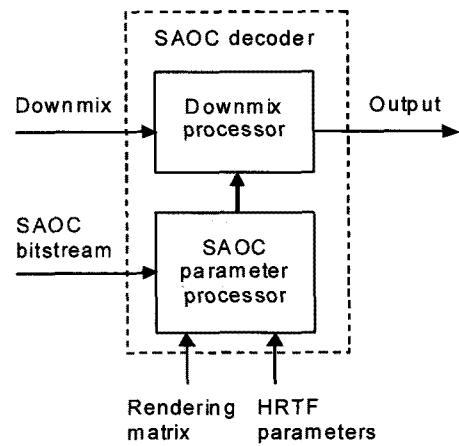 SAOC decoder
Downmix
Downmix
processor
Output
SAOC
bitstream
SAOC
parameter
processor
Rendering
matrix
HRTF
parameters